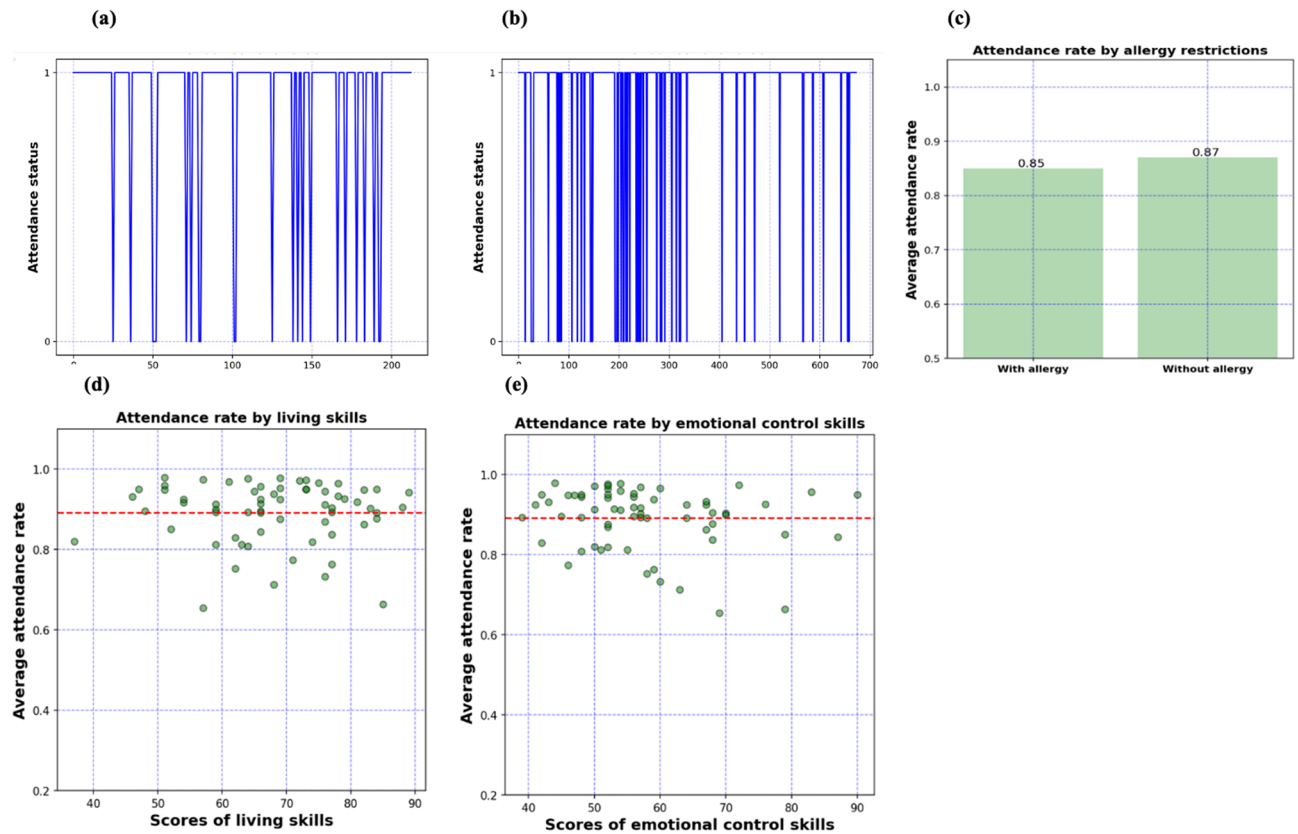 (a)
(b)
(c)
Attendance status
1
0
0
50
100
150
200
Attendance status
1
0
100
200
300
400
500
600
700
Attendance rate by allergy restrictions
Average attendance rate
1.0
0.9
0.8
0.7
0.6
0.5
0.85
0.87
With allergy
Without allergy
(d)
(e)
Attendance rate by living skills
Average attendance rate
1.0
0.8
0.6
0.4
0.2
40
50
60
70
80
90
Scores of living skills
Attendance rate by emotional control skills
Average attendance rate
1.0
0.8
0.6
0.4
0.2
40
50
60
70
80
90
Scores of emotional control skills